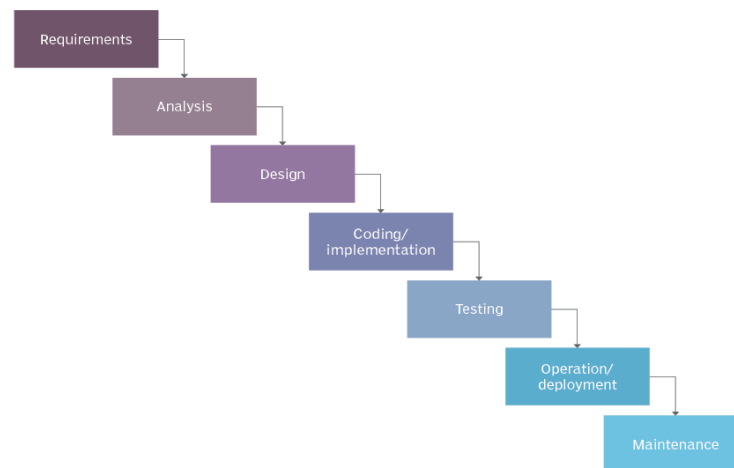 Requirements
Analysis
Design
Coding/
implementation
Testing
Operation/
deployment
Maintenance